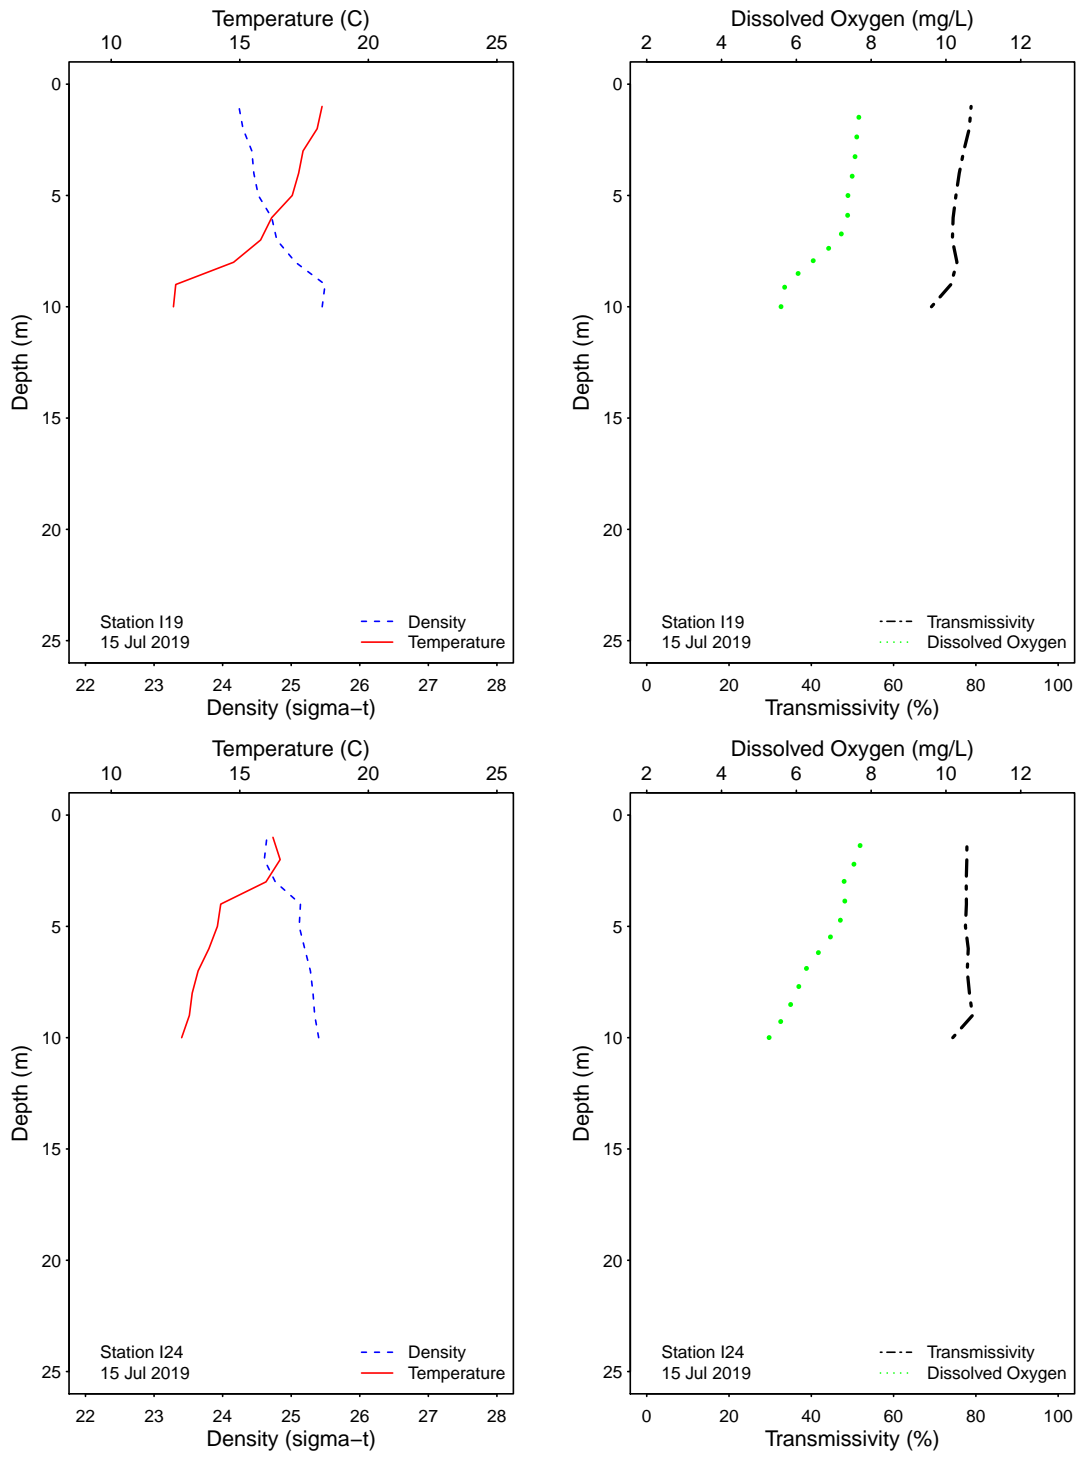 Temperature (C)
10 15 20 25
0
5
10
15
20
25
Depth (m)
Station I19
15 Jul 2019
Density
Temperature
22 23 24 25 26 27 28
Density (sigma−t)
Dissolved Oxygen (mg/L)
2 4 6 8 10 12
0
5
10
15
20
25
Depth (m)
Station I19
15 Jul 2019
Transmissivity
Dissolved Oxygen
0 20 40 60 80 100
Transmissivity (%)
Temperature (C)
10 15 20 25
0
5
10
15
20
25
Depth (m)
Station I24
15 Jul 2019
Density
Temperature
22 23 24 25 26 27 28
Density (sigma−t)
Dissolved Oxygen (mg/L)
2 4 6 8 10 12
0
5
10
15
20
25
Depth (m)
Station I24
15 Jul 2019
Transmissivity
Dissolved Oxygen
0 20 40 60 80 100
Transmissivity (%)